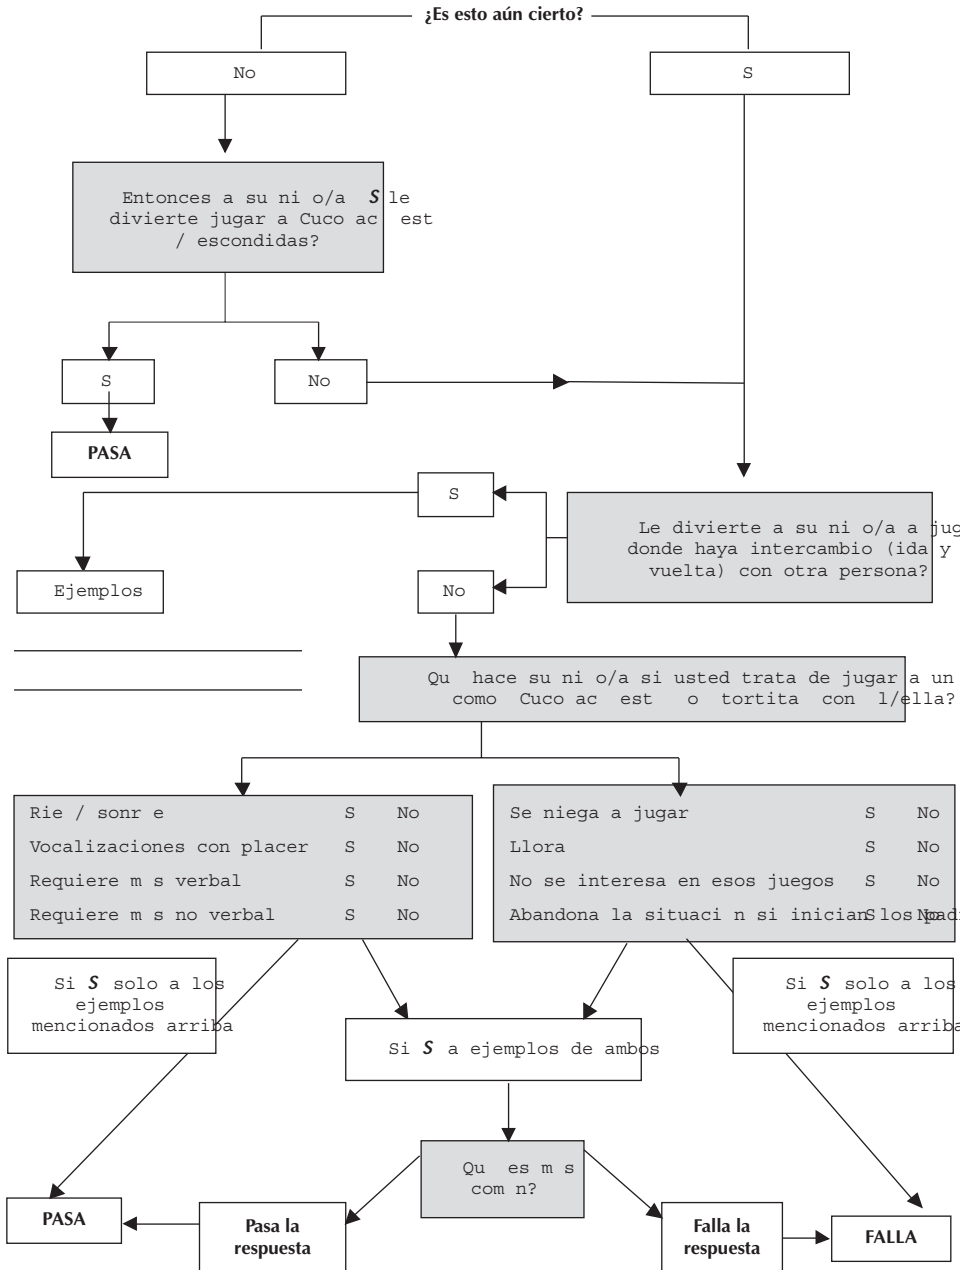 ¿Es esto aún cierto?
No
S
Entonces a su ni o/a S le
divierte jugar a Cuco ac est
/ escondidas?
S
No
PASA
S
Le divierte a su ni o/a a jug
donde haya intercambio (ida y
vuelta) con otra persona?
Ejemplos
No
Qu hace su ni o/a si usted trata de jugar a un
como Cuco ac est o tortita con l/ella?
Rie / sonr e S No
Vocalizaciones con placer S No
Requiere m s verbal S No
Requiere m s no verbal S No
Se niega a jugar S No
Llora S No
No se interesa en esos juegos S No
Abandona la situaci n si inician S los No
Si S solo a los
ejemplos
mencionados arriba
Si S a ejemplos de ambos
Si S solo a los
ejemplos
mencionados arriba
Qu es m s
com n?
PASA
Pasa la
respuesta
Falla la
respuesta
FALLA